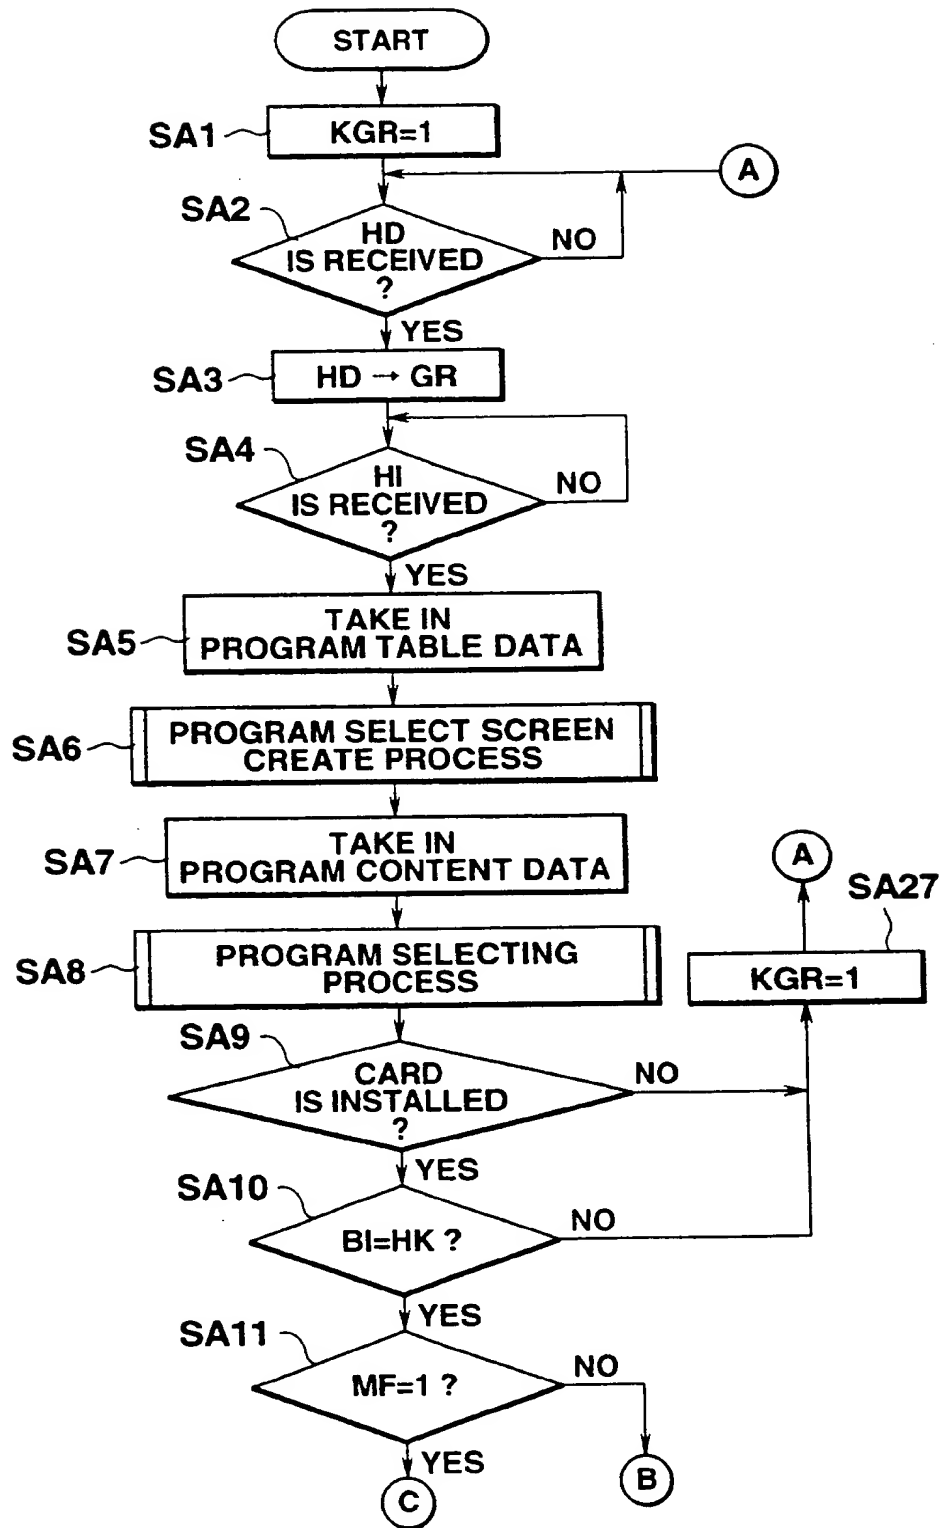 START
SA1
KGR=1
A
SA2
HD
IS RECEIVED
?
NO
YES
SA3
HD → GR
SA4
HI
IS RECEIVED
?
NO
YES
SA5
TAKE IN
PROGRAM TABLE DATA
SA6
PROGRAM SELECT SCREEN
CREATE PROCESS
SA7
TAKE IN
PROGRAM CONTENT DATA
A
SA27
KGR=1
SA8
PROGRAM SELECTING
PROCESS
SA9
CARD
IS INSTALLED
?
NO
YES
SA10
BI=HK ?
NO
YES
SA11
MF=1 ?
NO
YES
B
C